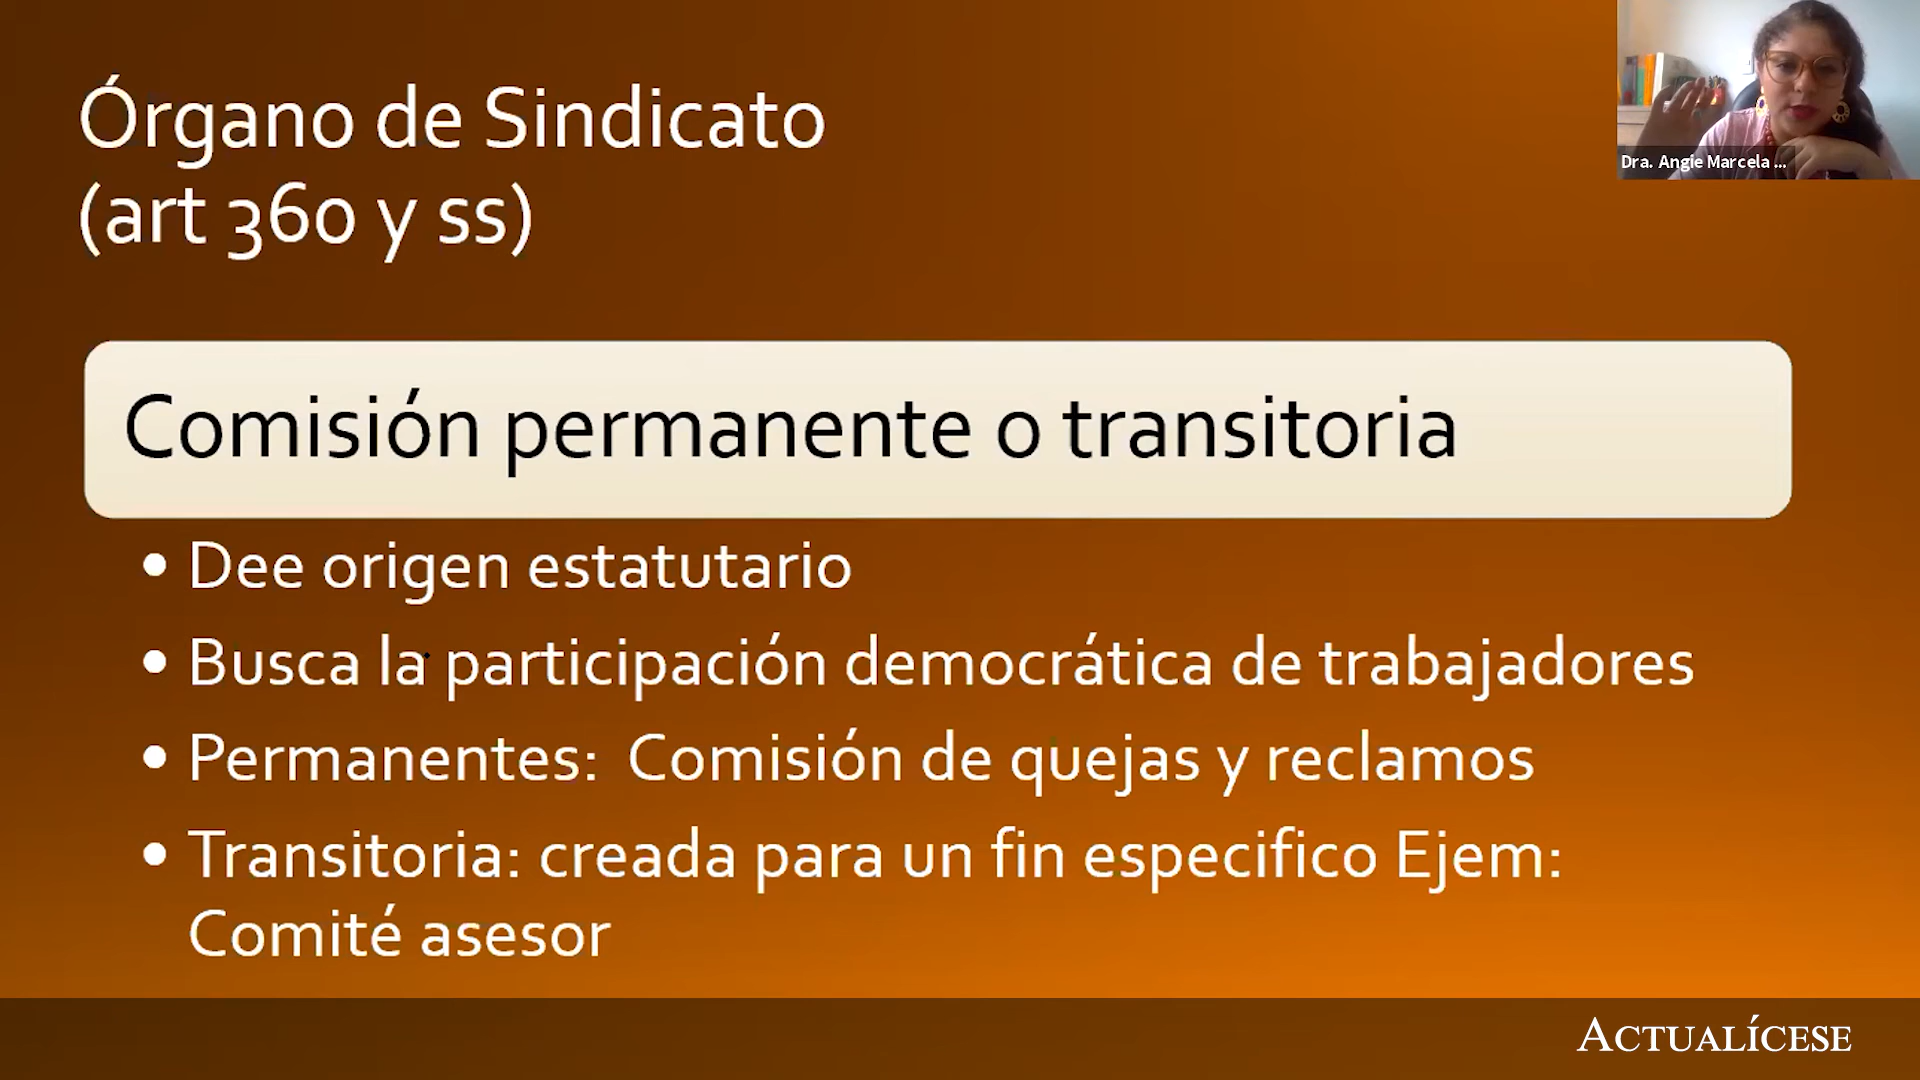 Órgano de Sindicato
(art 360 y ss)
Dra. Angie Marcela ...
Comisión permanente o transitoria
• Dee origen estatutario
• Busca la participación democrática de trabajadores
• Permanentes: Comisión de quejas y reclamos
• Transitoria: creada para un fin especifico Ejem:
Comité asesor
ACTUALÍCESE